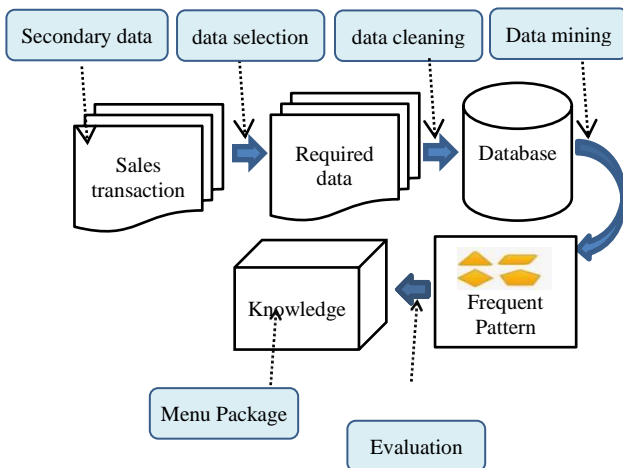 Secondary data
data selection
data cleaning
Data mining
Sales
transaction
Required
data
Database
Knowledge
Frequent
Pattern
Menu Package
Evaluation